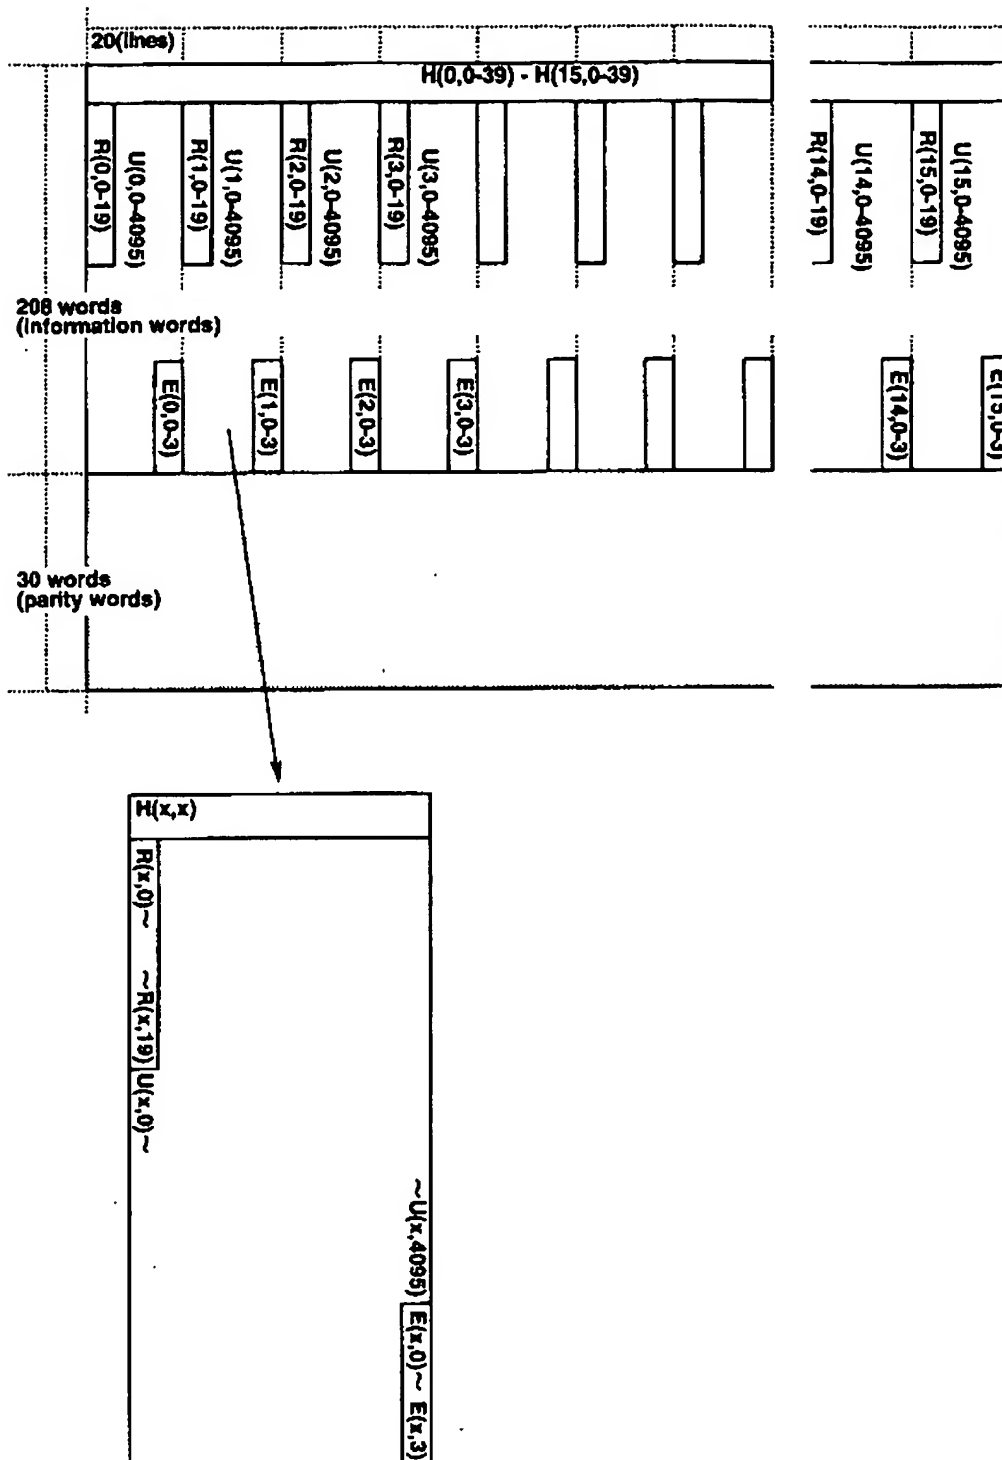 20(lines)
H(0,0-39) - H(15,0-39)
R(0,0-19)
U(0,0-4095)
R(1,0-19)
U(1,0-4095)
R(2,0-19)
U(2,0-4095)
R(3,0-19)
U(3,0-4095)
R(14,0-19)
U(14,0-4095)
R(15,0-19)
U(15,0-4095)
208 words
(information words)
E(0,0-3)
E(1,0-3)
E(2,0-3)
E(3,0-3)
E(14,0-3)
E(15,0-3)
30 words
(parity words)
H(x,x)
R(x,0)~ ~R(x,19) U(x,0)~
~U(x,4095) E(x,0)~ E(x,3)